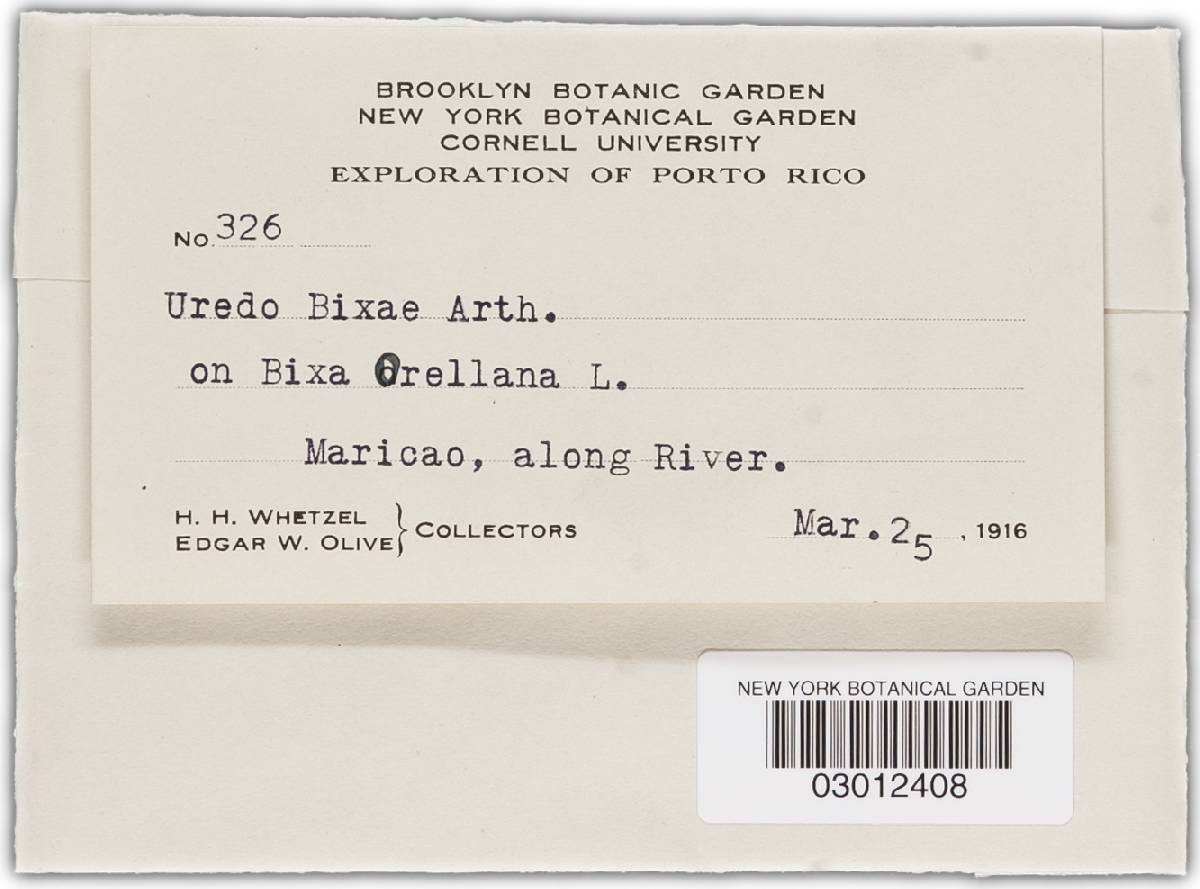 BROOKLYN BOTANIC GARDEN
NEW YORK BOTANICAL GARDEN
CORNELL UNIVERSITY
EXPLORATION OF PORTO RICO
No. 326
Uredo Bixae Arth.
on Bixa Orellana L.
Maricao, along River.
H. H. WHETZEL
EDGAR W. OLIVE } COLLECTORS
Mar. 25, 1916
NEW YORK BOTANICAL GARDEN
03012408